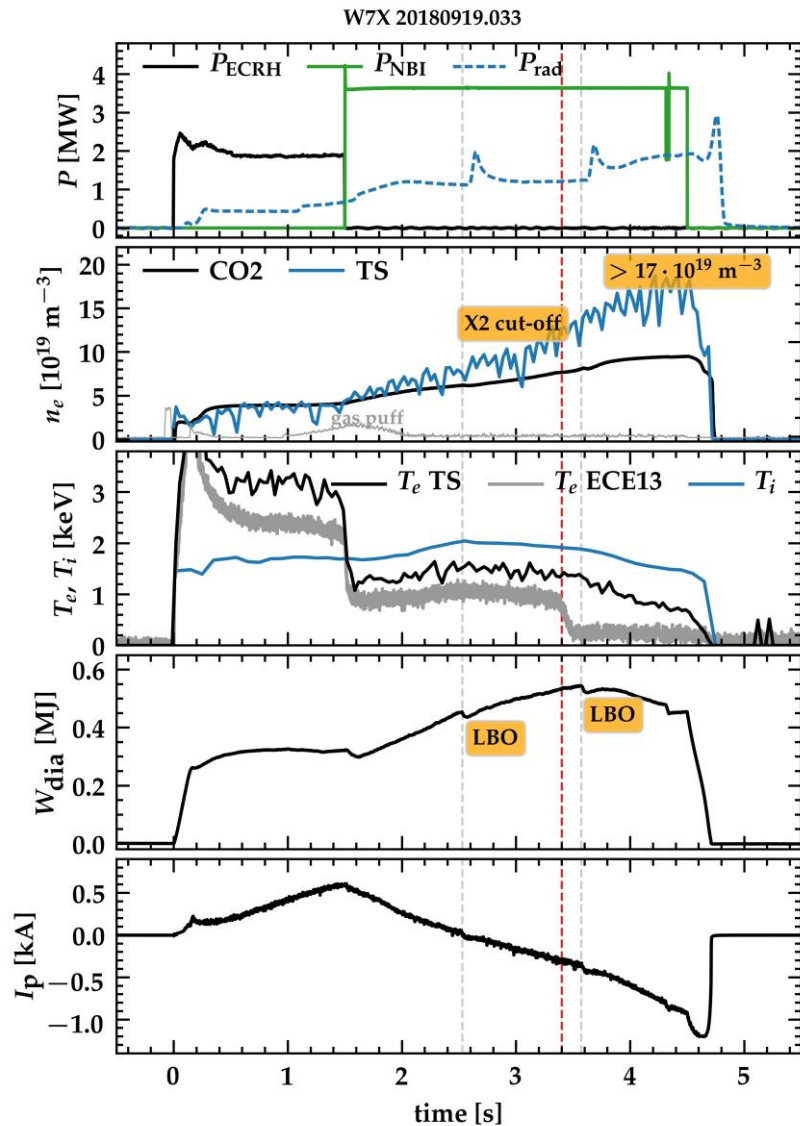 W7X 20180919.033
P_ECRH P_NBI P_rad
P [MW]
4
3
2
1
0
CO2 TS
> 17 · 10^19 m^−3
X2 cut-off
gas puff
n_e [10^19 m^−3]
20
15
10
5
0
T_e TS T_e ECE13 T_i
T_e, T_i [keV]
3
2
1
0
W_dia [MJ]
0.6
0.4
0.2
0.0
LBO
LBO
I_p [kA]
0.5
0.0
−0.5
−1.0
0 1 2 3 4 5
time [s]